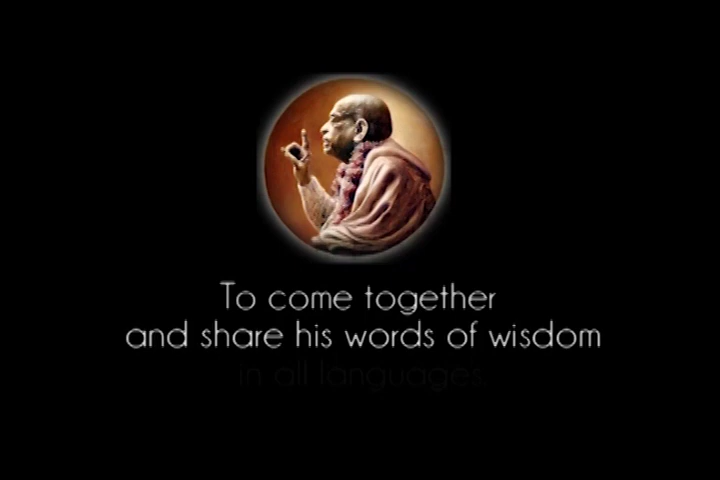 To come together
and share his words of wisdom
in all languages.